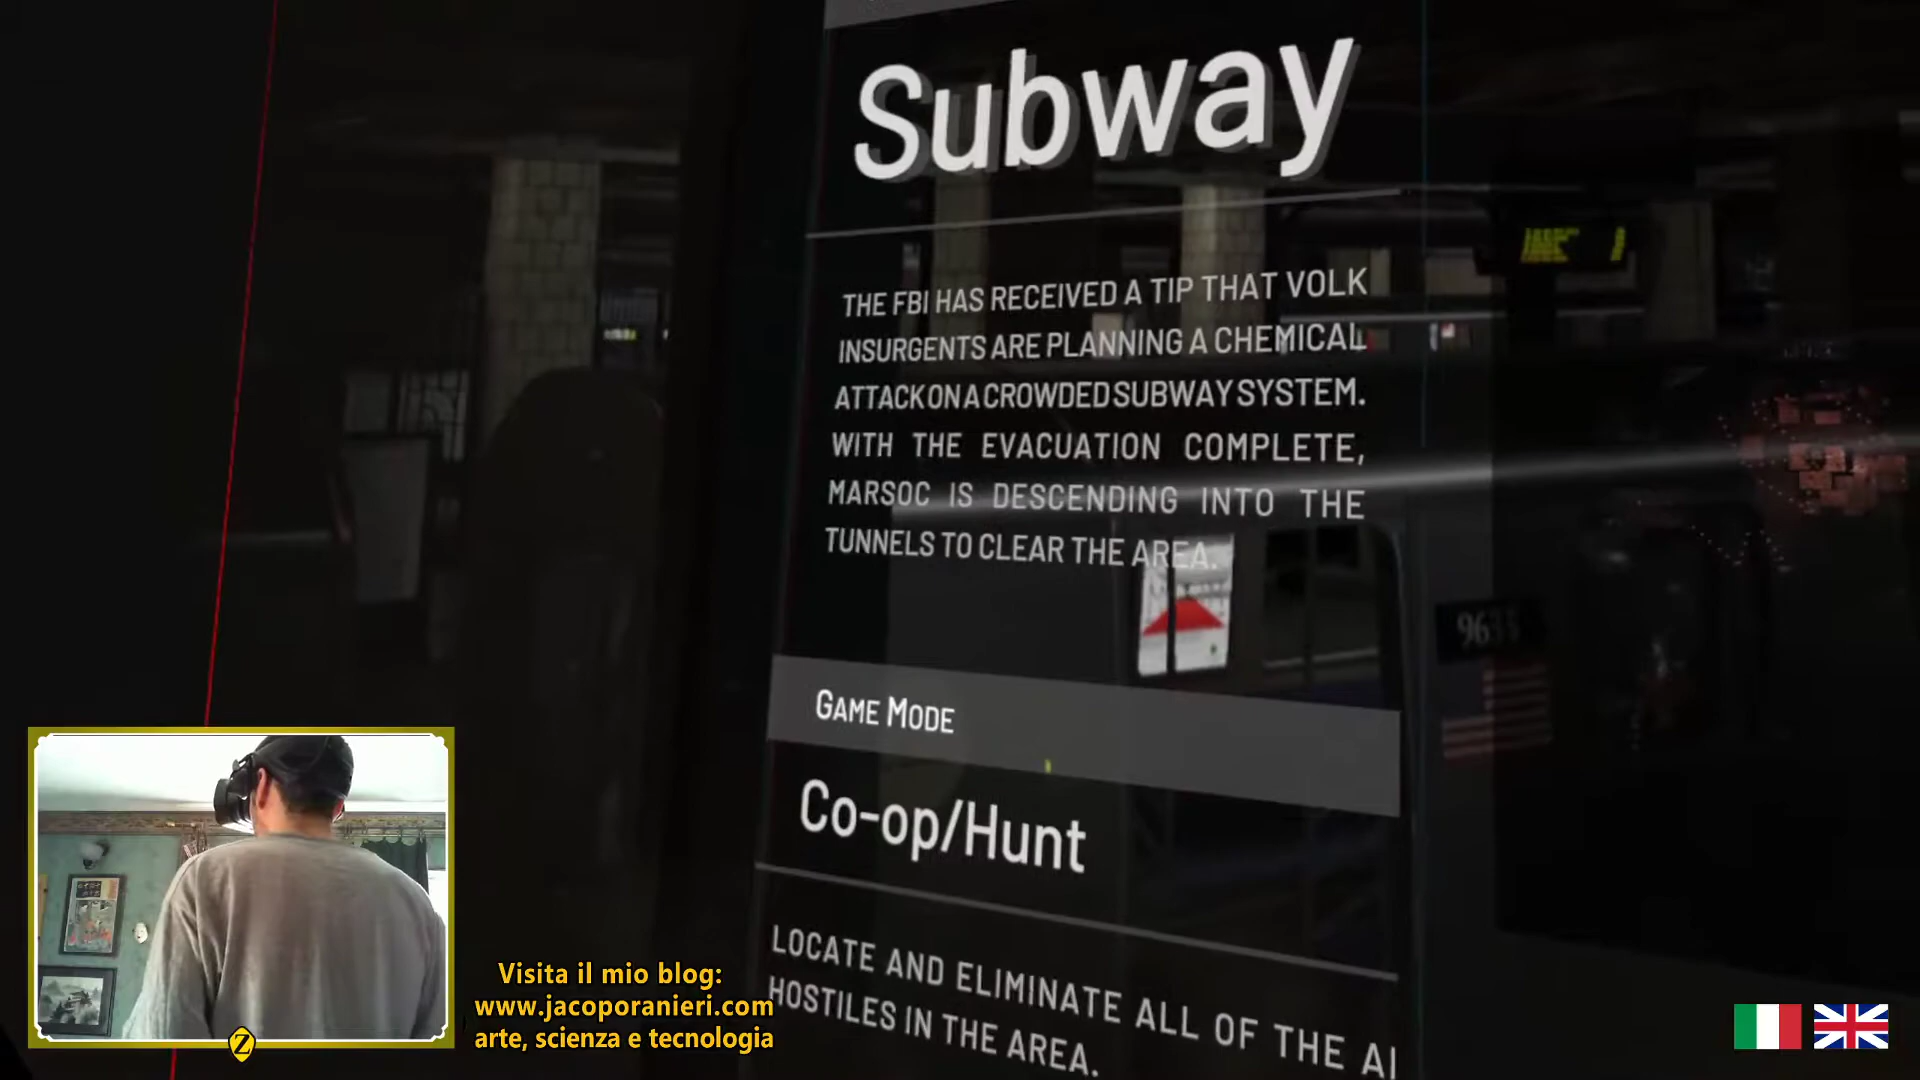 Subway
THE FBI HAS RECEIVED A TIP THAT VOLK
INSURGENTS ARE PLANNING A CHEMICAL
ATTACK ON A CROWDED SUBWAY SYSTEM.
WITH THE EVACUATION COMPLETE,
MARSOC IS DESCENDING INTO THE
TUNNELS TO CLEAR THE AREA.
GAME MODE
Co-op/Hunt
LOCATE AND ELIMINATE ALL OF THE AI
HOSTILES IN THE AREA.
Visita il mio blog:
www.jacoporanieri.com
arte, scienza e tecnologia
Z